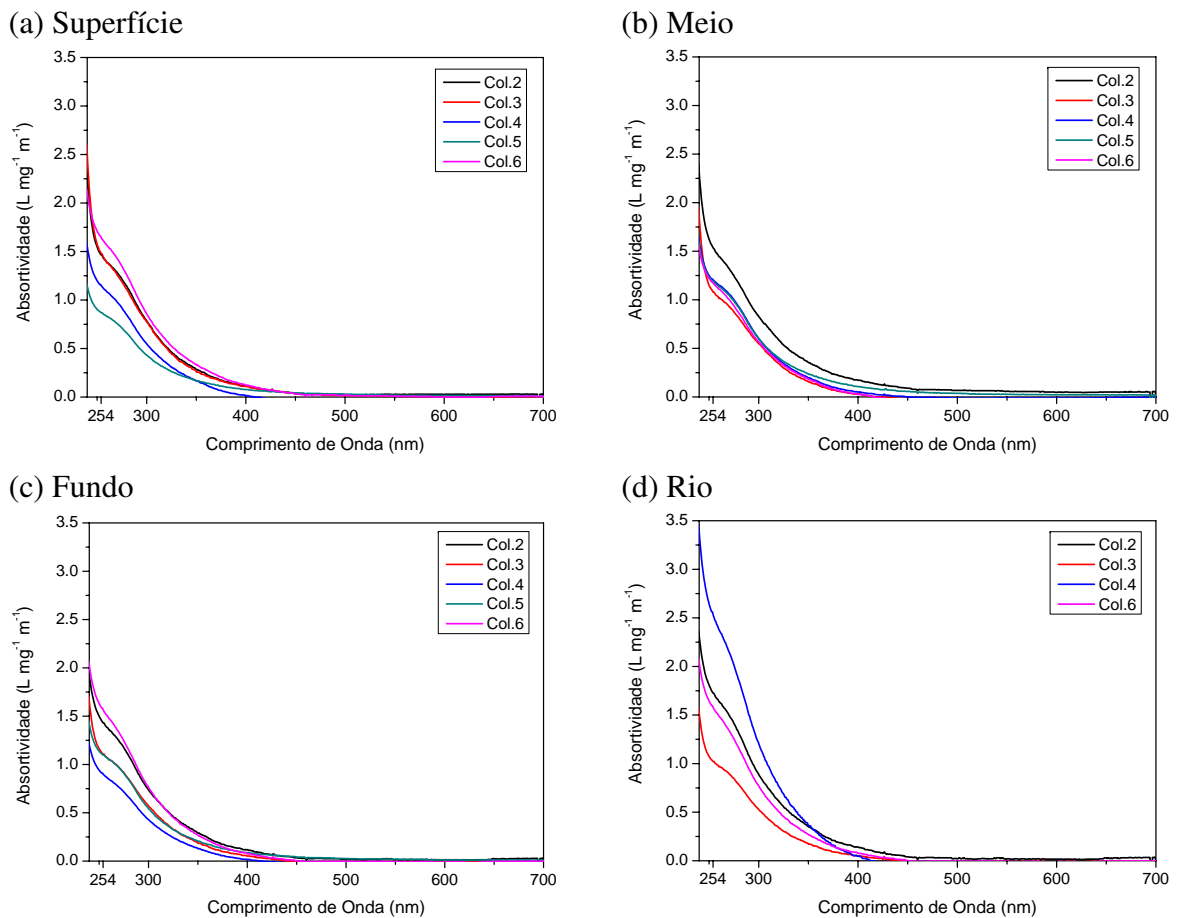 (a) Superfície
3.5
3.0
2.5
2.0
1.5
1.0
0.5
0.0
Absortividade (L mg-1 m-1)
Col.2
Col.3
Col.4
Col.5
Col.6
254 300 400 500 600 700
Comprimento de Onda (nm)
(b) Meio
3.5
3.0
2.5
2.0
1.5
1.0
0.5
0.0
Absortividade (L mg-1 m-1)
Col.2
Col.3
Col.4
Col.5
Col.6
254 300 400 500 600 700
Comprimento de Onda (nm)
(c) Fundo
3.5
3.0
2.5
2.0
1.5
1.0
0.5
0.0
Absortividade (L mg-1 m-1)
Col.2
Col.3
Col.4
Col.5
Col.6
254 300 400 500 600 700
Comprimento de Onda (nm)
(d) Rio
3.5
3.0
2.5
2.0
1.5
1.0
0.5
0.0
Absortividade (L mg-1 m-1)
Col.2
Col.3
Col.4
Col.6
254 300 400 500 600 700
Comprimento de Onda (nm)